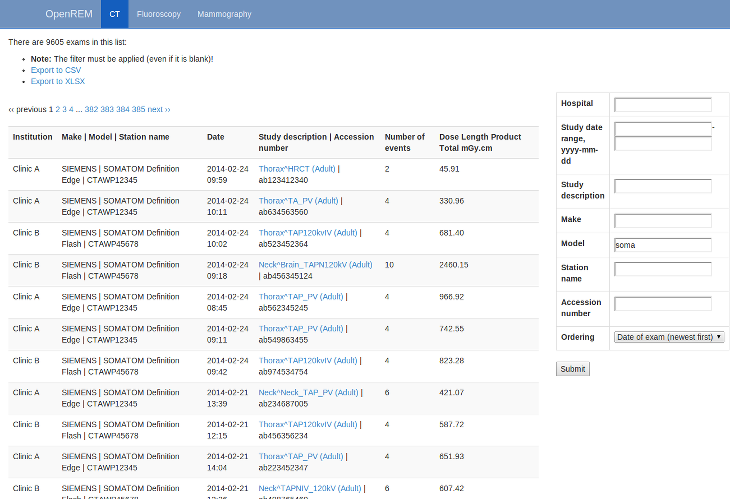 OpenREM CT Fluoroscopy Mammography
There are 9605 exams in this list:
Note: The filter must be applied (even if it is blank)!
Export to CSV
Export to XLSX
‹‹ previous 1 2 3 4 ... 382 383 384 385 next ››
Institution Make | Model | Station name Date Study description | Accession number Number of events Dose Length Product Total mGy.cm
Clinic A SIEMENS | SOMATOM Definition 2014-02-24 Thorax^HRCT (Adult) | 2 45.91
Edge | CTAWP12345 09:59 ab123412340
Clinic A SIEMENS | SOMATOM Definition 2014-02-24 Thorax^TA_PV (Adult) | 4 330.96
Edge | CTAWP12345 10:11 ab634563560
Clinic B SIEMENS | SOMATOM Definition 2014-02-24 Thorax^TAP120kvIV (Adult) | 4 681.40
Flash | CTAWP45678 10:02 ab523452364
Clinic B SIEMENS | SOMATOM Definition 2014-02-24 Neck^Brain_TAPN120kV (Adult) 10 2460.15
Flash | CTAWP45678 09:18 | ab456345124
Clinic A SIEMENS | SOMATOM Definition 2014-02-24 Thorax^TAP_PV (Adult) | 4 966.92
Edge | CTAWP12345 08:45 ab562345245
Clinic A SIEMENS | SOMATOM Definition 2014-02-24 Thorax^TAP_PV (Adult) | 4 742.55
Edge | CTAWP12345 09:11 ab549863455
Clinic B SIEMENS | SOMATOM Definition 2014-02-24 Thorax^TAP120kvIV (Adult) | 4 823.28
Flash | CTAWP45678 09:42 ab974534754
Clinic A SIEMENS | SOMATOM Definition 2014-02-21 Neck^Neck_TAP_PV (Adult) | 6 421.07
Edge | CTAWP12345 13:39 ab234687005
Clinic B SIEMENS | SOMATOM Definition 2014-02-21 Thorax^TAP120kvIV (Adult) | 4 587.72
Flash | CTAWP45678 12:15 ab456356234
Clinic A SIEMENS | SOMATOM Definition 2014-02-21 Thorax^TAP_PV (Adult) | 4 651.93
Edge | CTAWP12345 14:04 ab223452347
Clinic B SIEMENS | SOMATOM Definition 2014-02-21 Neck^TAPNIV_120kV (Adult) | 6 607.42
Flash | CTAWP45678
Hospital
Study date
range, -
yyyy-mm-
dd
Study
description
Make
Model soma
Station
name
Accession
number
Ordering Date of exam (newest first)
Submit